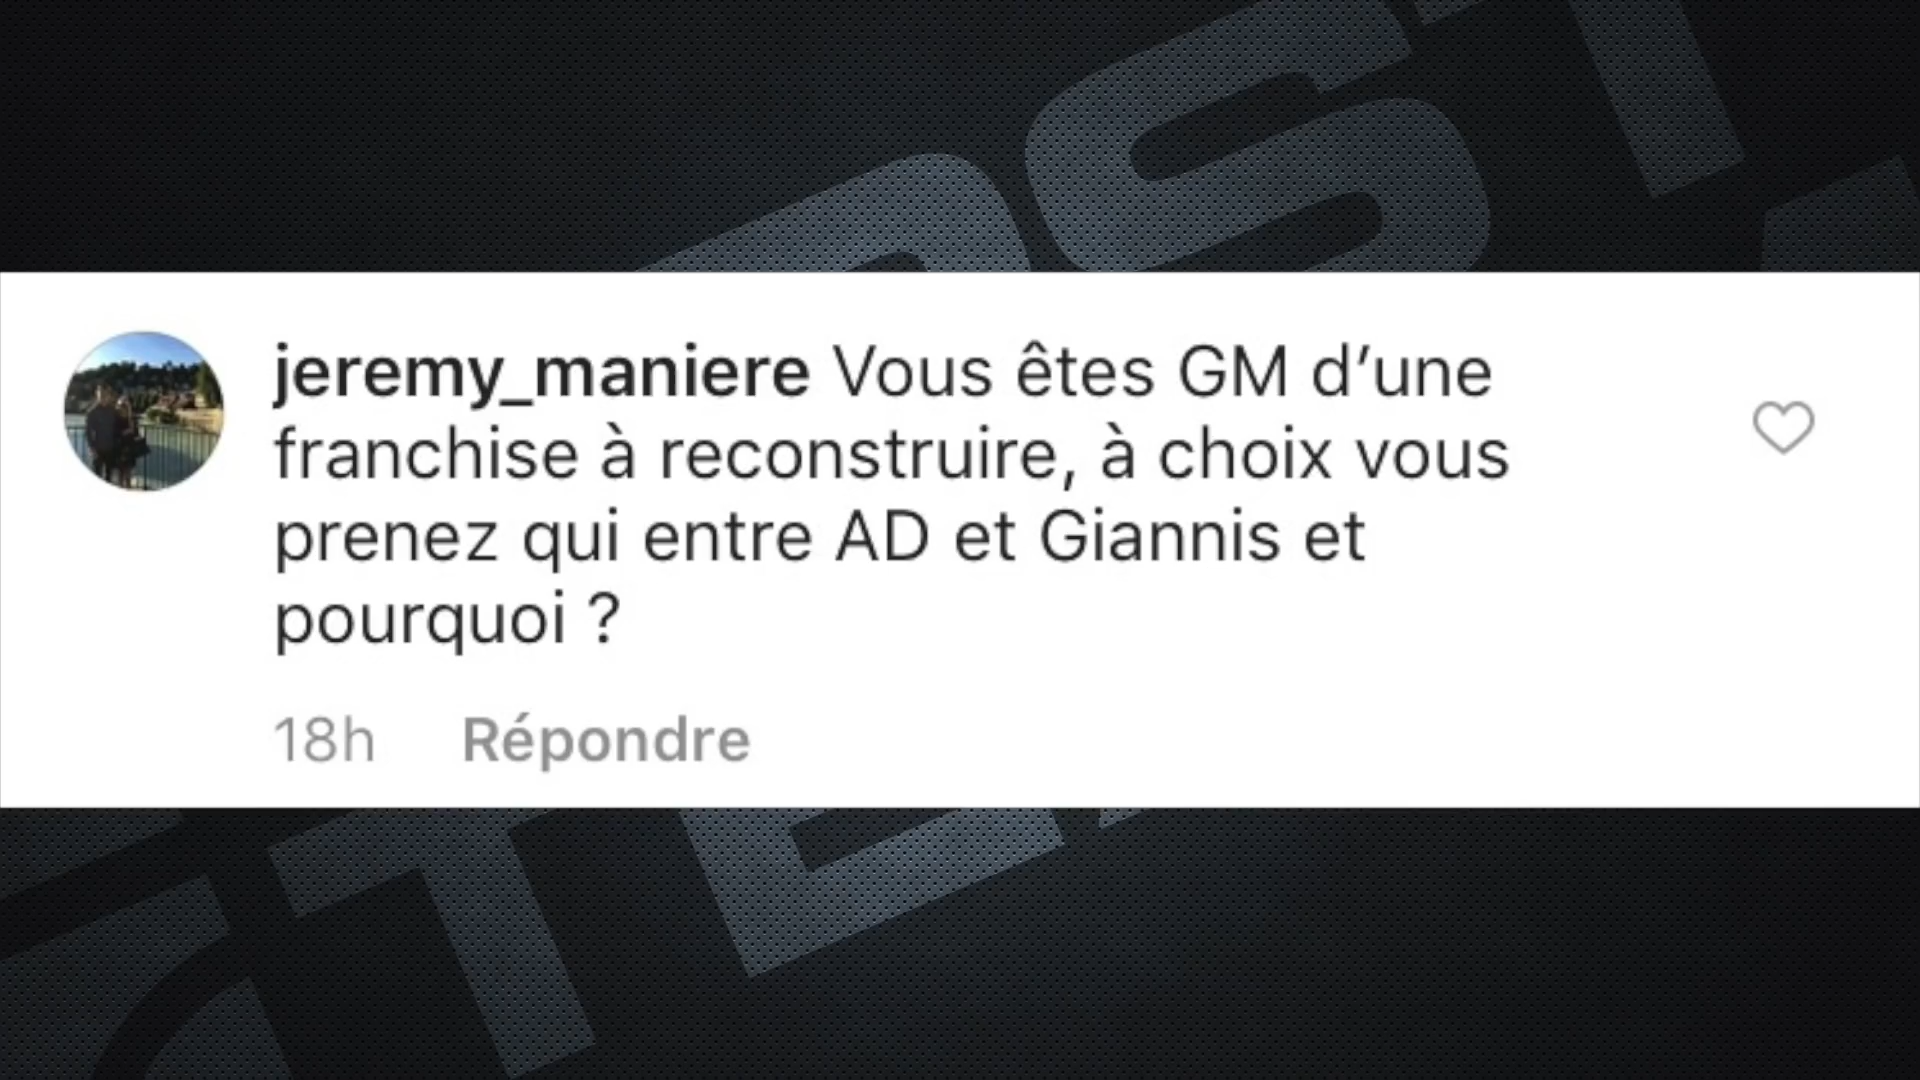 jeremy_maniere Vous êtes GM d’une
franchise à reconstruire, à choix vous
prenez qui entre AD et Giannis et
pourquoi ?
18h Répondre